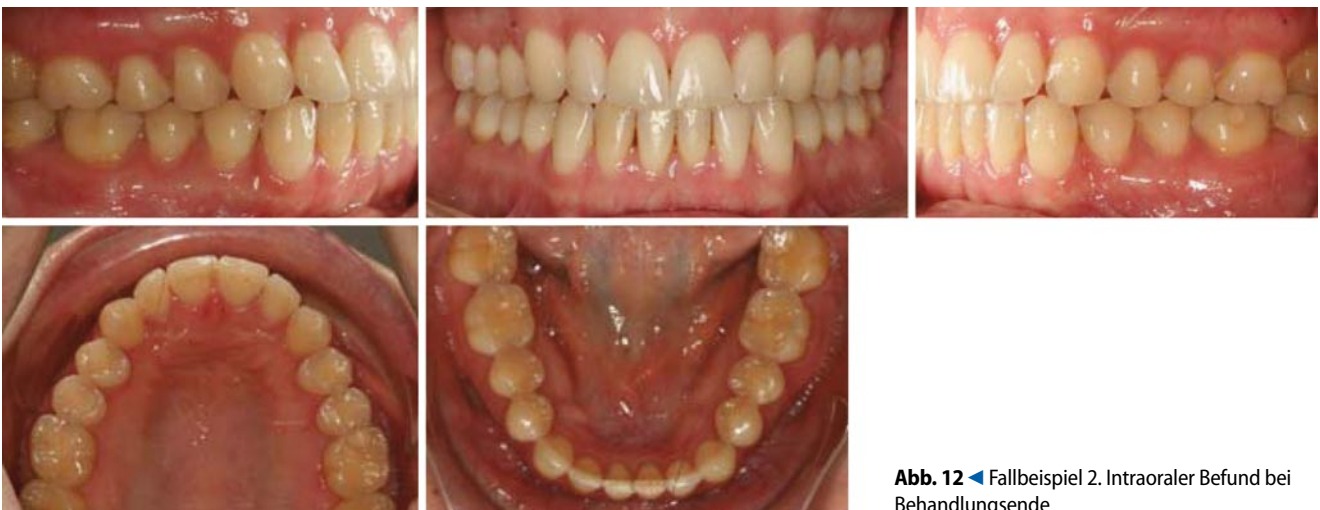 Abb. 12 ◄ Fallbeispiel 2. Intraoraler Befund bei
Behandlungsende